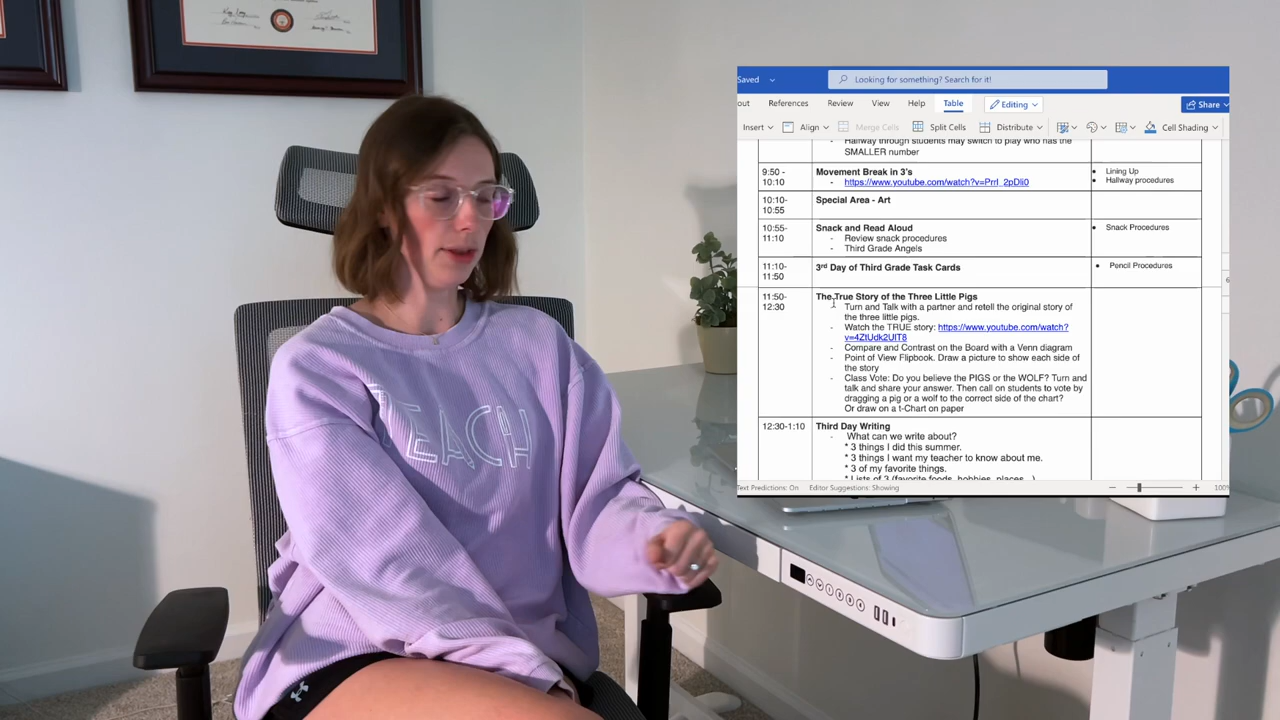 Saved
Looking for something? Search for it!
out References Review View Help Table Editing Share
Insert Align Merge Cells Split Cells Distribute Cell Shading
- Halfway through students may switch to play who has the
SMALLER number
9:50 -
10:10
Movement Break in 3's
- https://www.youtube.com/watch?v=PrrI_2pDli0
• Lining Up
• Hallway procedures
10:10-
10:55
Special Area - Art
10:55-
11:10
Snack and Read Aloud
- Review snack procedures
- Third Grade Angels
• Snack Procedures
11:10-
11:50
3rd Day of Third Grade Task Cards
• Pencil Procedures
11:50-
12:30
The True Story of the Three Little Pigs
- Turn and Talk with a partner and retell the original story of
the three little pigs.
- Watch the TRUE story: https://www.youtube.com/watch?
v=4ZtUdk2UIT8
- Compare and Contrast on the Board with a Venn diagram
- Point of View Flipbook. Draw a picture to show each side of
the story
- Class Vote: Do you believe the PIGS or the WOLF? Turn and
talk and share your answer. Then call on students to vote by
dragging a pig or a wolf to the correct side of the chart?
Or draw on a t-Chart on paper
12:30-1:10
Third Day Writing
- What can we write about?
* 3 things I did this summer.
* 3 things I want my teacher to know about me.
* 3 of my favorite things.
* Lists of 3 (favorite foods, hobbies, places...)
Text Predictions: On Editor Suggestions: Showing
100%
TEACH